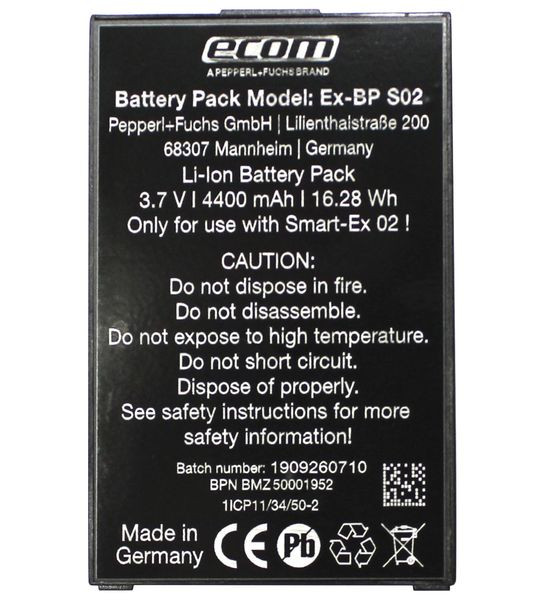 ecom
A PEPPERL+FUCHS BRAND
Battery Pack Model: Ex-BP S02
Pepperl+Fuchs GmbH | Lilienthalstraße 200
68307 Mannheim | Germany
Li-Ion Battery Pack
3.7 V | 4400 mAh | 16.28 Wh
Only for use with Smart-Ex 02 !
CAUTION:
Do not dispose in fire.
Do not disassemble.
Do not expose to high temperature.
Do not short circuit.
Dispose of properly.
See safety instructions for more
safety information!
Batch number: 1909260710
BPN BMZ50001952
1ICP11/34/50-2
Made in
Germany
CE
Pb